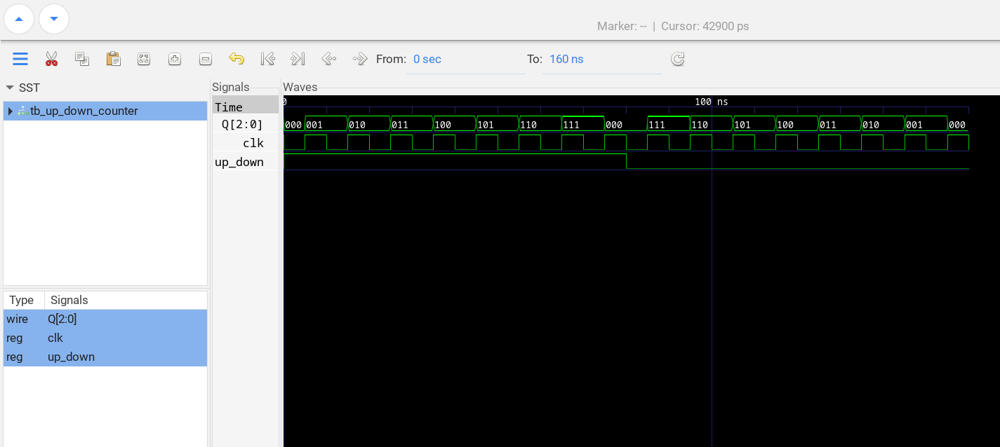 Marker: -- | Cursor: 42900 ps
From: 0 sec To: 160 ns
SST
tb_up_down_counter
Type Signals
wire Q[2:0]
reg clk
reg up_down
Signals
Time
Q[2:0]
clk
up_down
Waves
0 100 ns
000 001 010 011 100 101 110 111 000 111 110 101 100 011 010 001 000